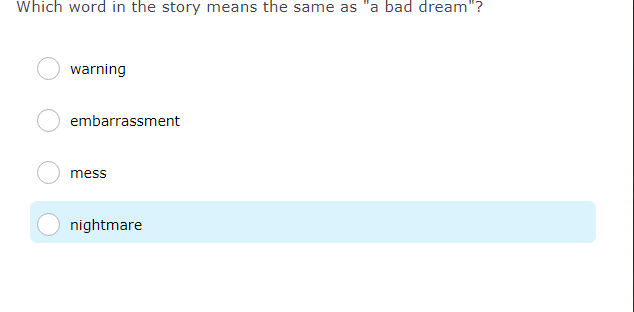 Which word in the story means the same as "a bad dream"?
warning
embarrassment
mess
nightmare